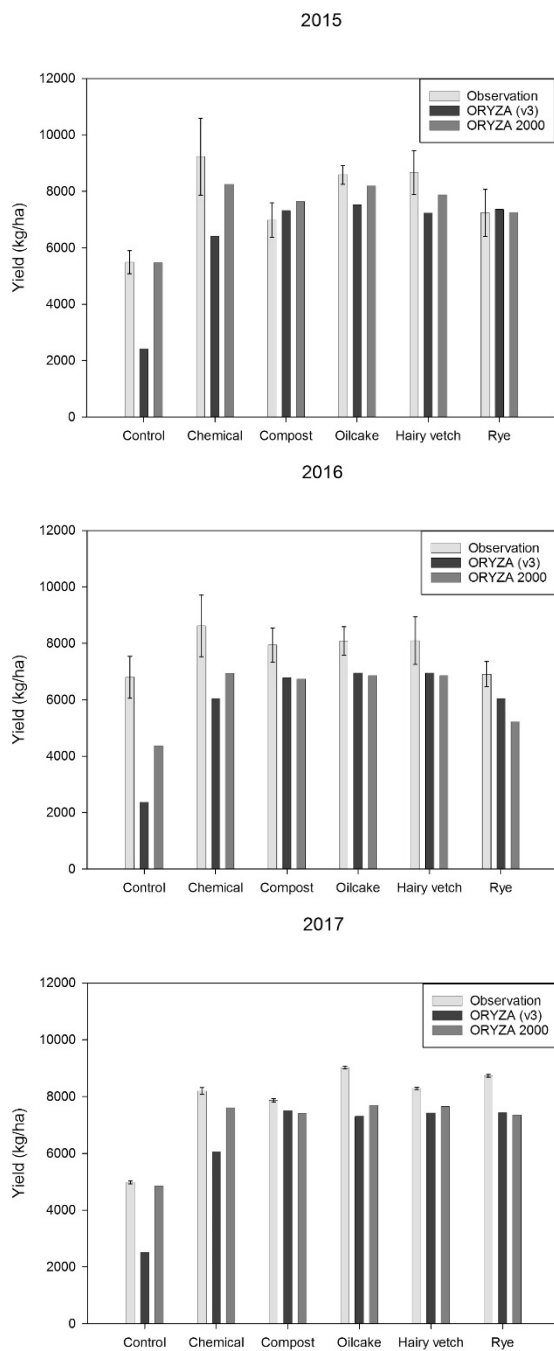 2015
12000
10000
8000
6000
4000
2000
0
Yield (kg/ha)
Observation
ORYZA (v3)
ORYZA 2000
Control Chemical Compost Oilcake Hairy vetch Rye
2016
12000
10000
8000
6000
4000
2000
0
Yield (kg/ha)
Observation
ORYZA (v3)
ORYZA 2000
Control Chemical Compost Oilcake Hairy vetch Rye
2017
12000
10000
8000
6000
4000
2000
0
Yield (kg/ha)
Observation
ORYZA (v3)
ORYZA 2000
Control Chemical Compost Oilcake Hairy vetch Rye